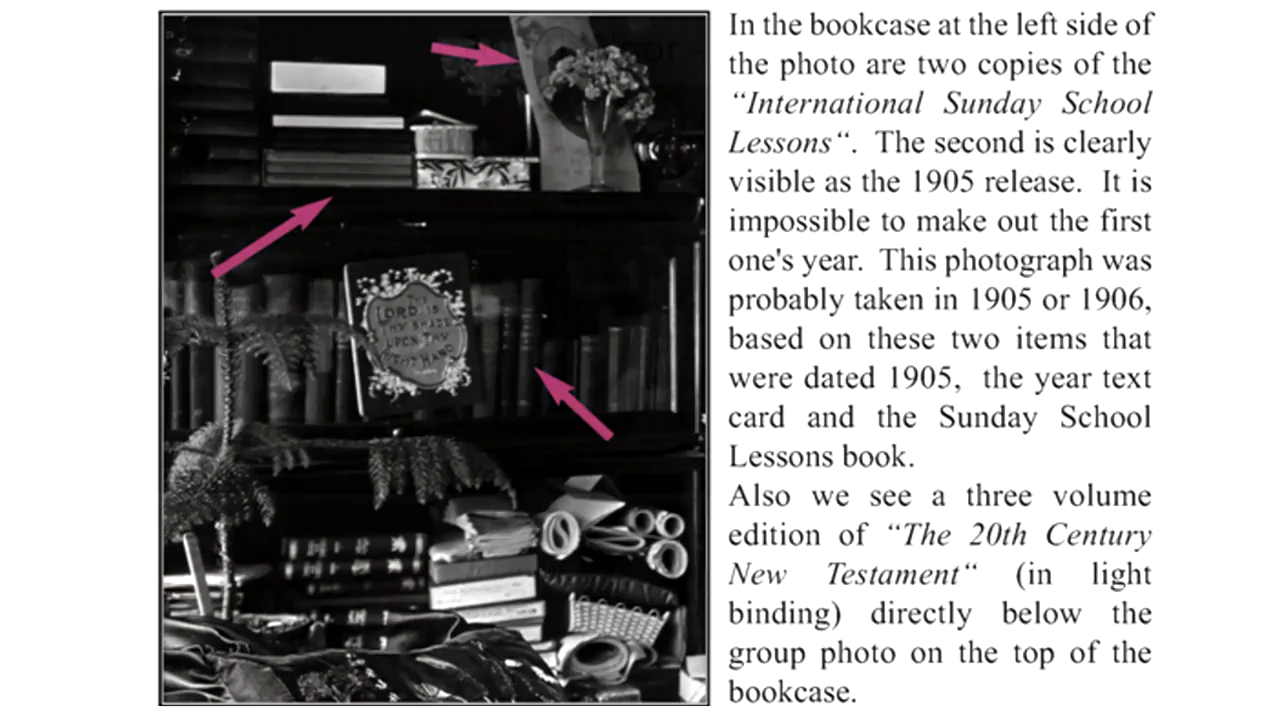 THE
LORD IS
THY SHADE
UPON THY
RIGHT HAND
In the bookcase at the left side of
the photo are two copies of the
“International Sunday School
Lessons“.  The second is clearly
visible as the 1905 release.  It is
impossible to make out the first
one's year.  This photograph was
probably taken in 1905 or 1906,
based on these two items that
were dated 1905,  the year text
card and the Sunday School
Lessons book.
Also we see a three volume
edition of “The 20th Century
New Testament“ (in light
binding) directly below the
group photo on the top of the
bookcase.